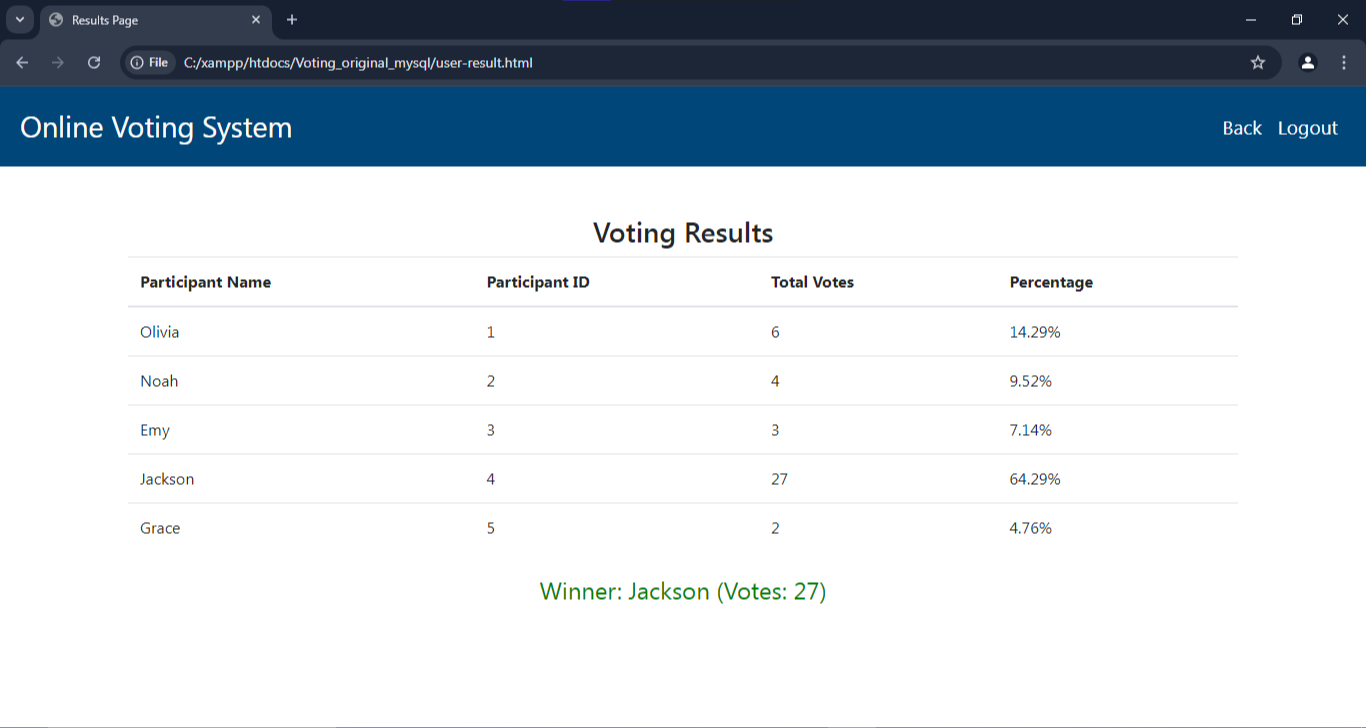 Results Page
File C:/xampp/htdocs/Voting_original_mysql/user-result.html
Online Voting System Back Logout
Voting Results
Participant Name Participant ID Total Votes Percentage
Olivia 1 6 14.29%
Noah 2 4 9.52%
Emy 3 3 7.14%
Jackson 4 27 64.29%
Grace 5 2 4.76%
Winner: Jackson (Votes: 27)